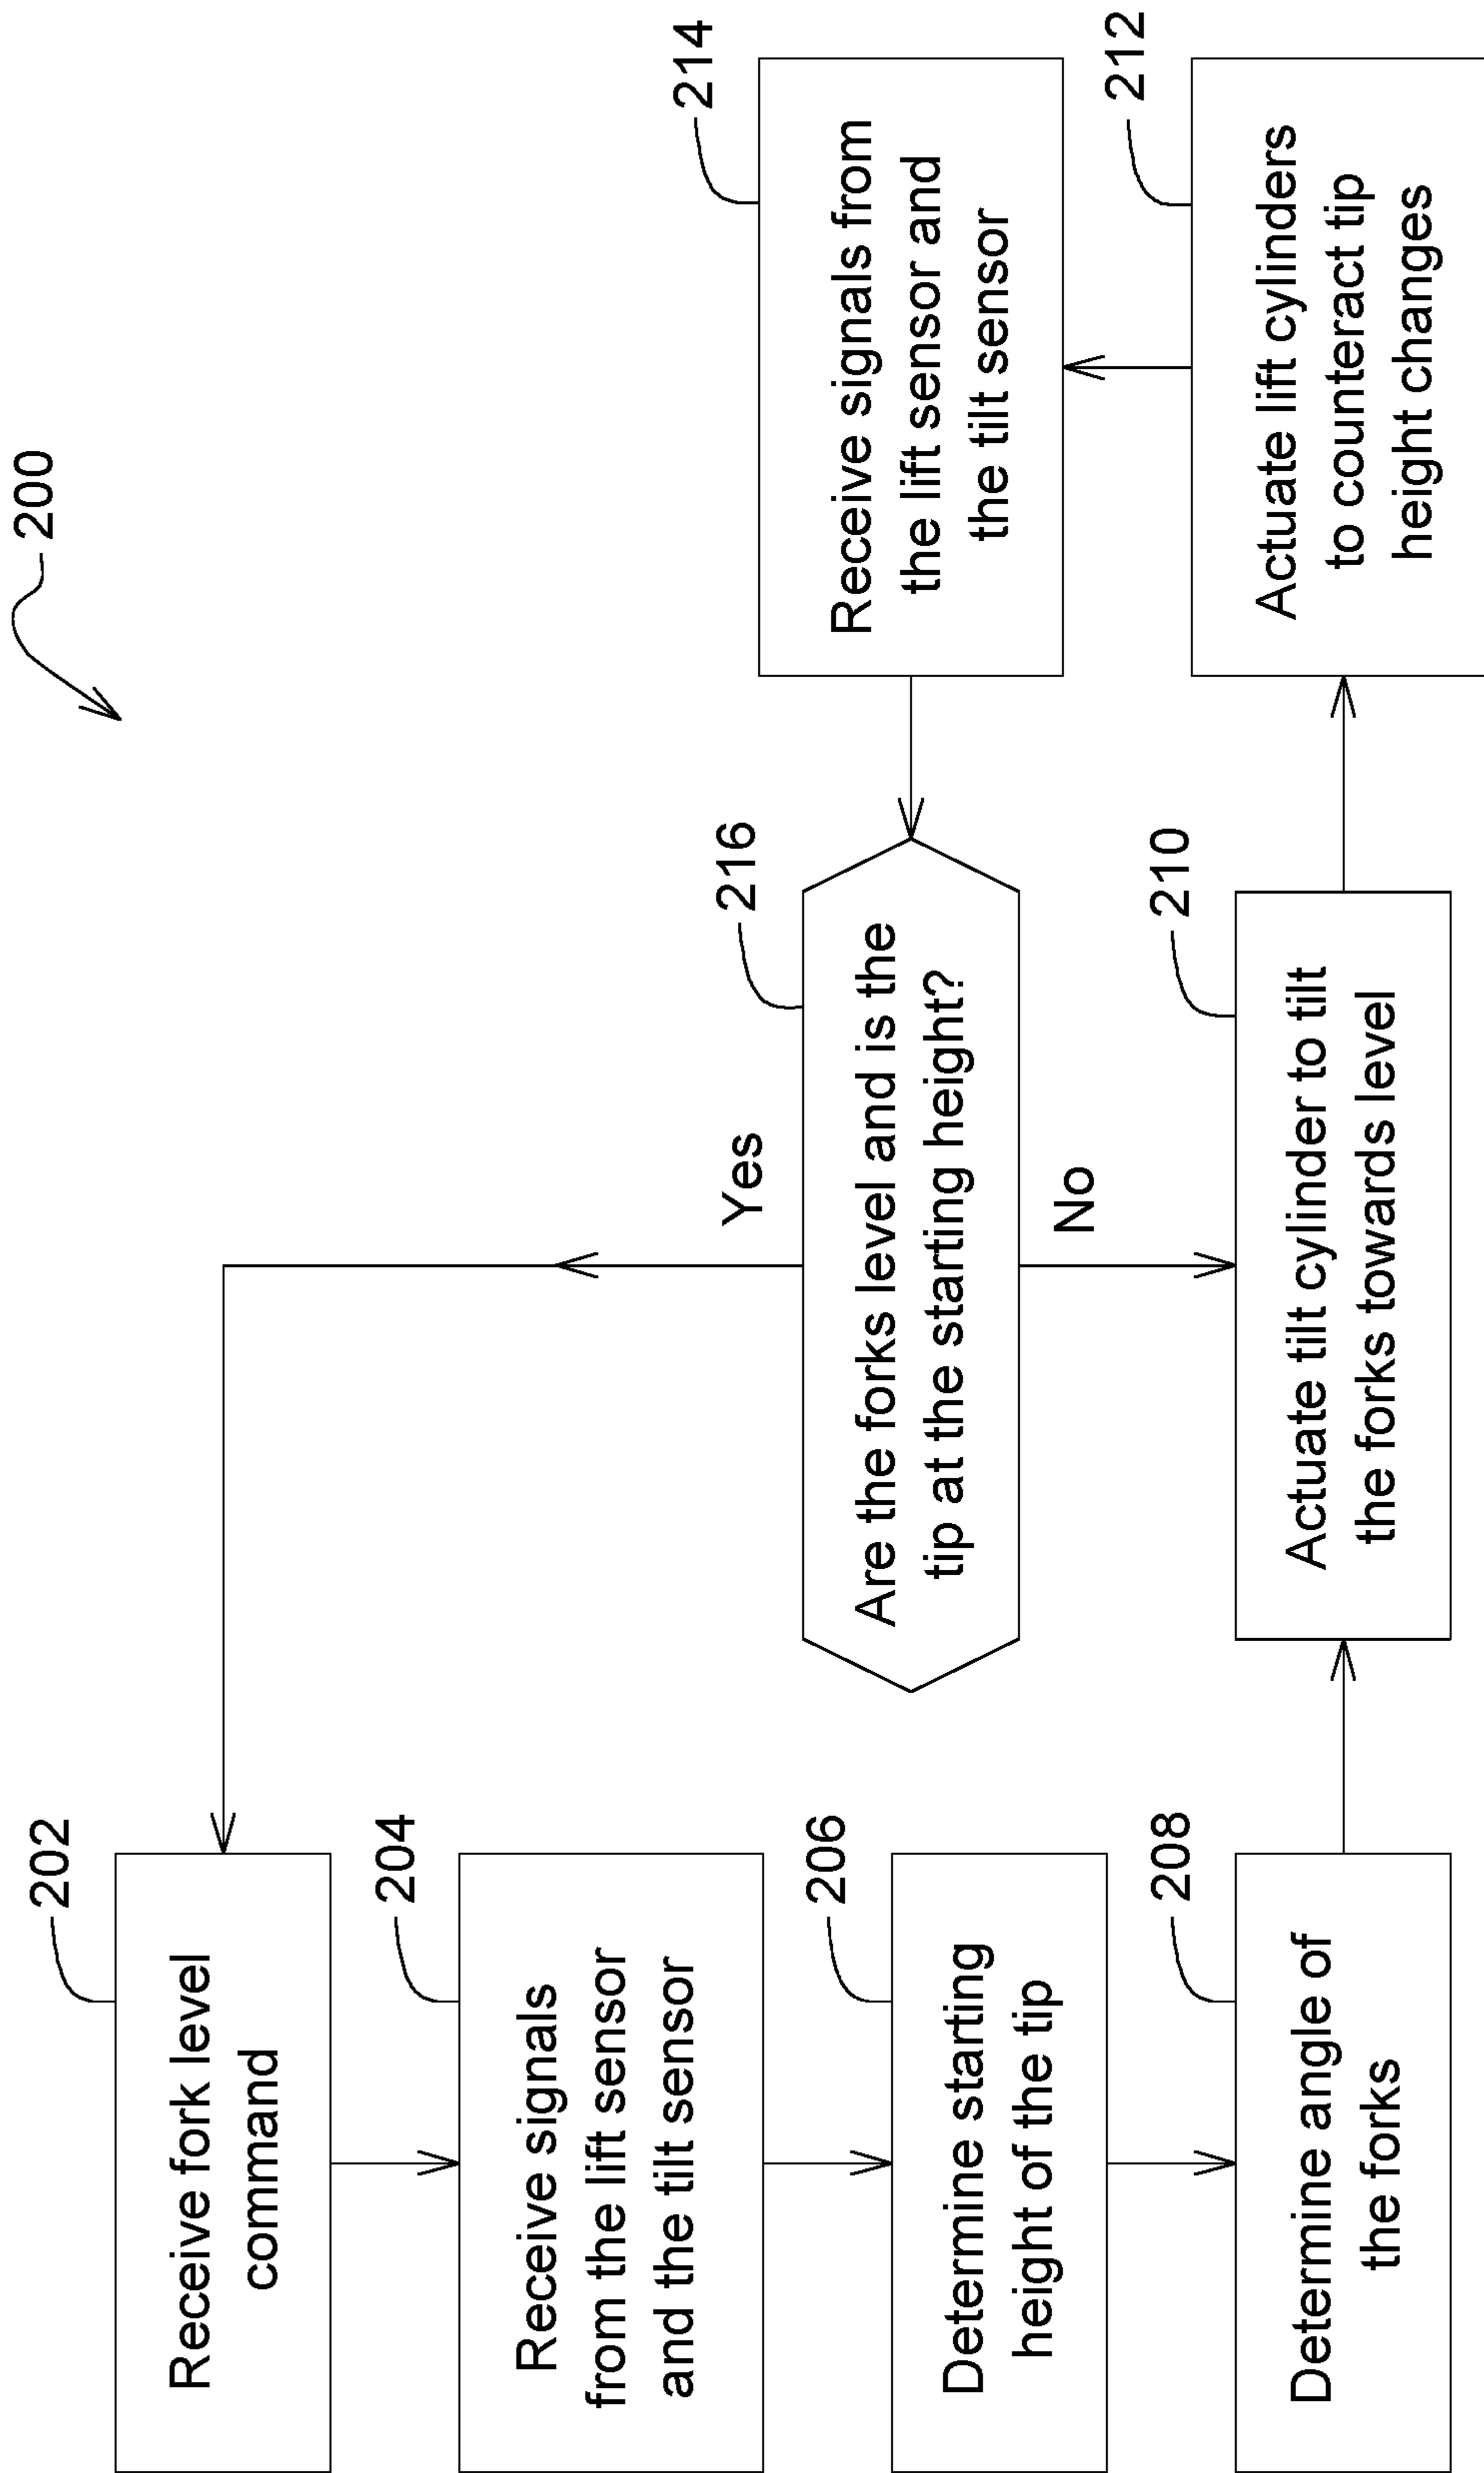 200
202
Receive fork level
command
204
Receive signals
from the lift sensor
and the tilt sensor
206
Determine starting
height of the tip
208
Determine angle of
the forks
210
Actuate tilt cylinder to tilt
the forks towards level
212
Actuate lift cylinders
to counteract tip
height changes
214
Receive signals from
the lift sensor and
the tilt sensor
216
Are the forks level and is the
tip at the starting height?
Yes
No